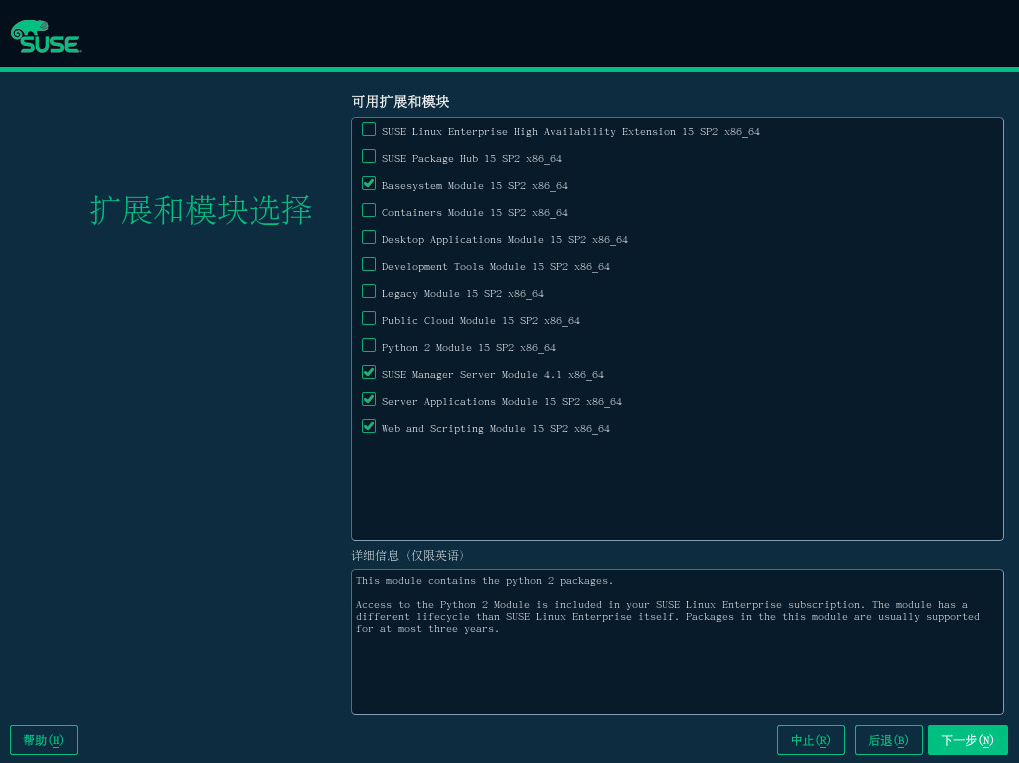 SUSE
可用扩展和模块
SUSE Linux Enterprise High Availability Extension 15 SP2 x86_64
SUSE Package Hub 15 SP2 x86_64
Basesystem Module 15 SP2 x86_64
扩展和模块选择
Containers Module 15 SP2 x86_64
Desktop Applications Module 15 SP2 x86_64
Development Tools Module 15 SP2 x86_64
Legacy Module 15 SP2 x86_64
Public Cloud Module 15 SP2 x86_64
Python 2 Module 15 SP2 x86_64
SUSE Manager Server Module 4.1 x86_64
Server Applications Module 15 SP2 x86_64
Web and Scripting Module 15 SP2 x86_64
详细信息（仅限英语）
This module contains the python 2 packages.
Access to the Python 2 Module is included in your SUSE Linux Enterprise subscription. The module has a
different lifecycle than SUSE Linux Enterprise itself. Packages in the this module are usually supported
for at most three years.
帮助(H)
中止(R)
后退(B)
下一步(N)